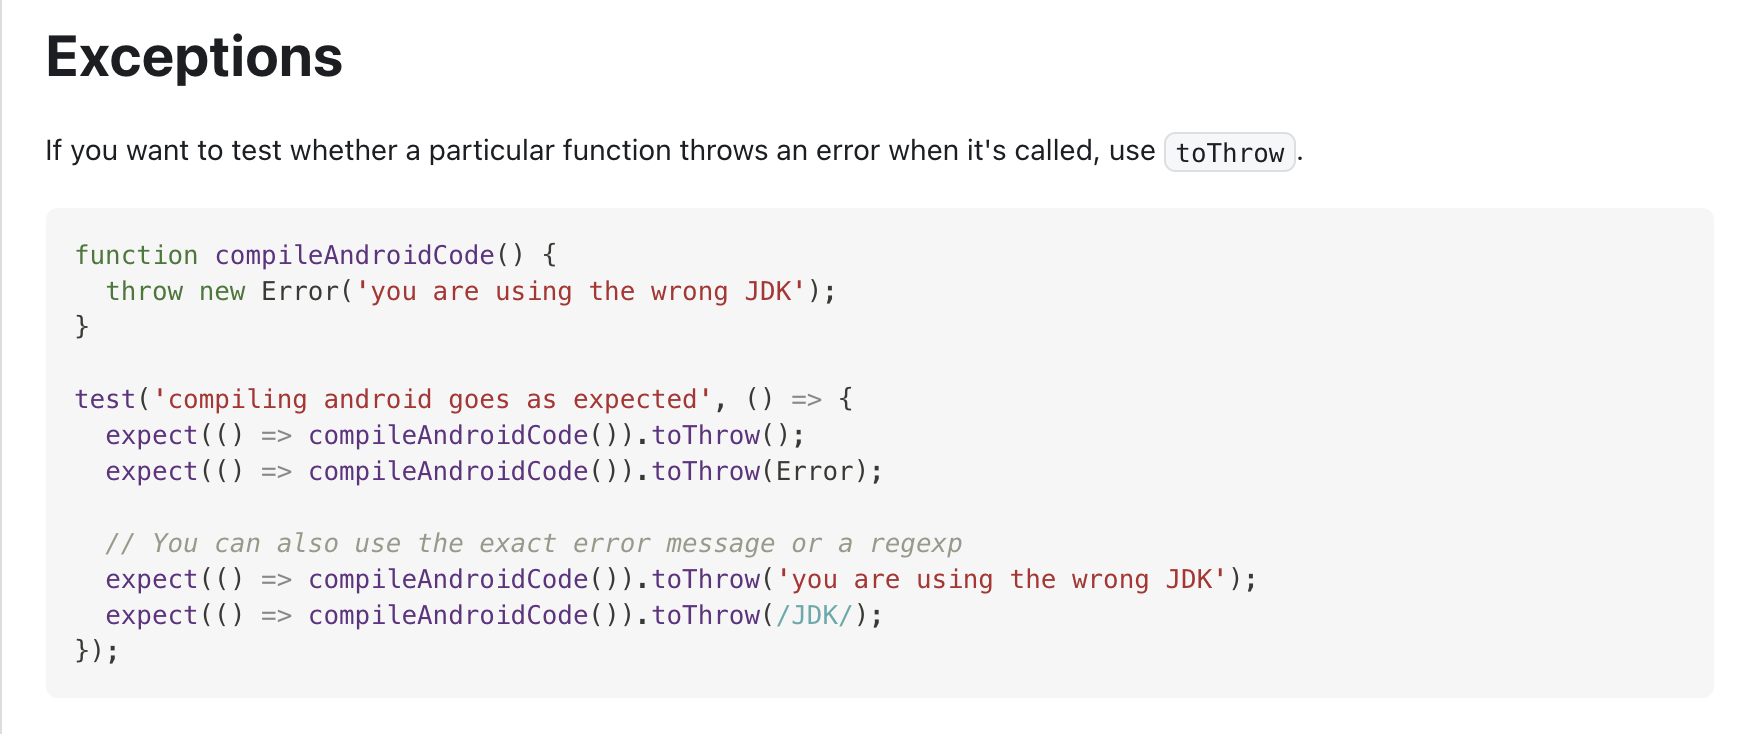 Exceptions
If you want to test whether a particular function throws an error when it's called, use toThrow.
function compileAndroidCode() {
  throw new Error('you are using the wrong JDK');
}

test('compiling android goes as expected', () => {
  expect(() => compileAndroidCode()).toThrow();
  expect(() => compileAndroidCode()).toThrow(Error);

  // You can also use the exact error message or a regexp
  expect(() => compileAndroidCode()).toThrow('you are using the wrong JDK');
  expect(() => compileAndroidCode()).toThrow(/JDK/);
});